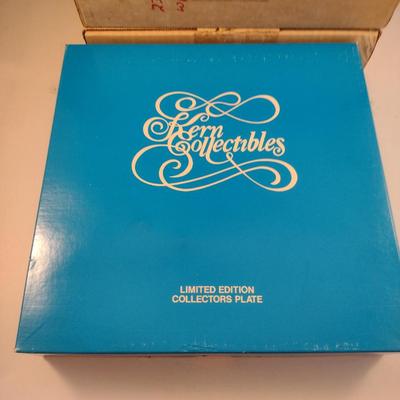 Kern
Collectibles
LIMITED EDITION
COLLECTORS PLATE